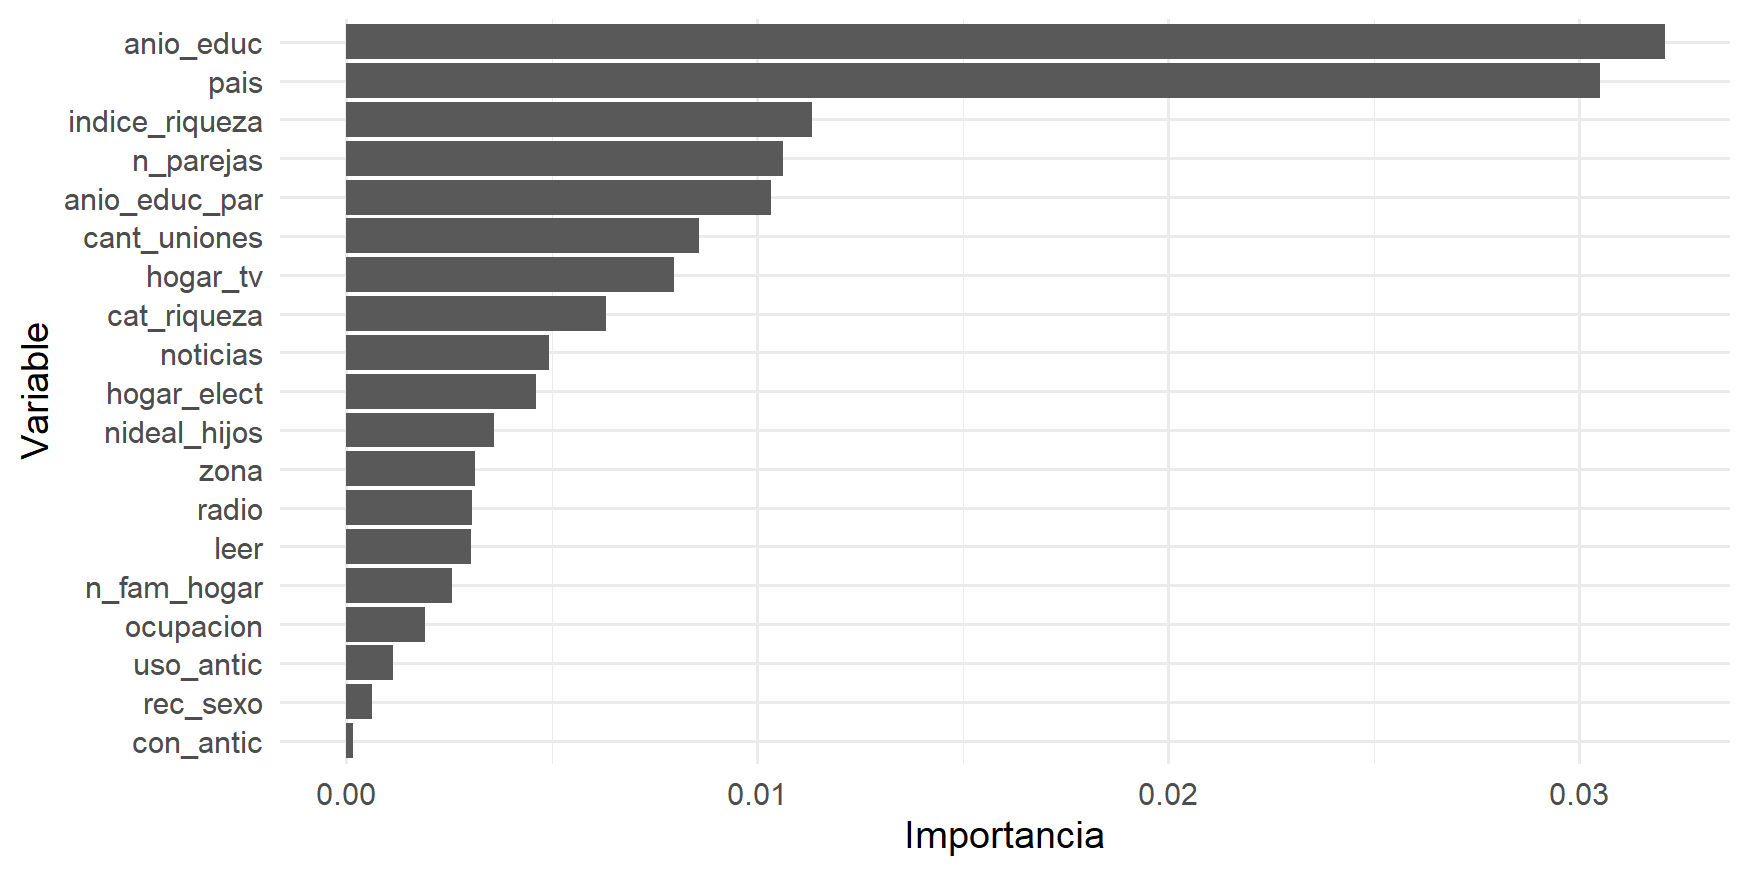 Variable
anio_educ
pais
indice_riqueza
n_parejas
anio_educ_par
cant_uniones
hogar_tv
cat_riqueza
noticias
hogar_elect
nideal_hijos
zona
radio
leer
n_fam_hogar
ocupacion
uso_antic
rec_sexo
con_antic
0.00 0.01 0.02 0.03
Importancia